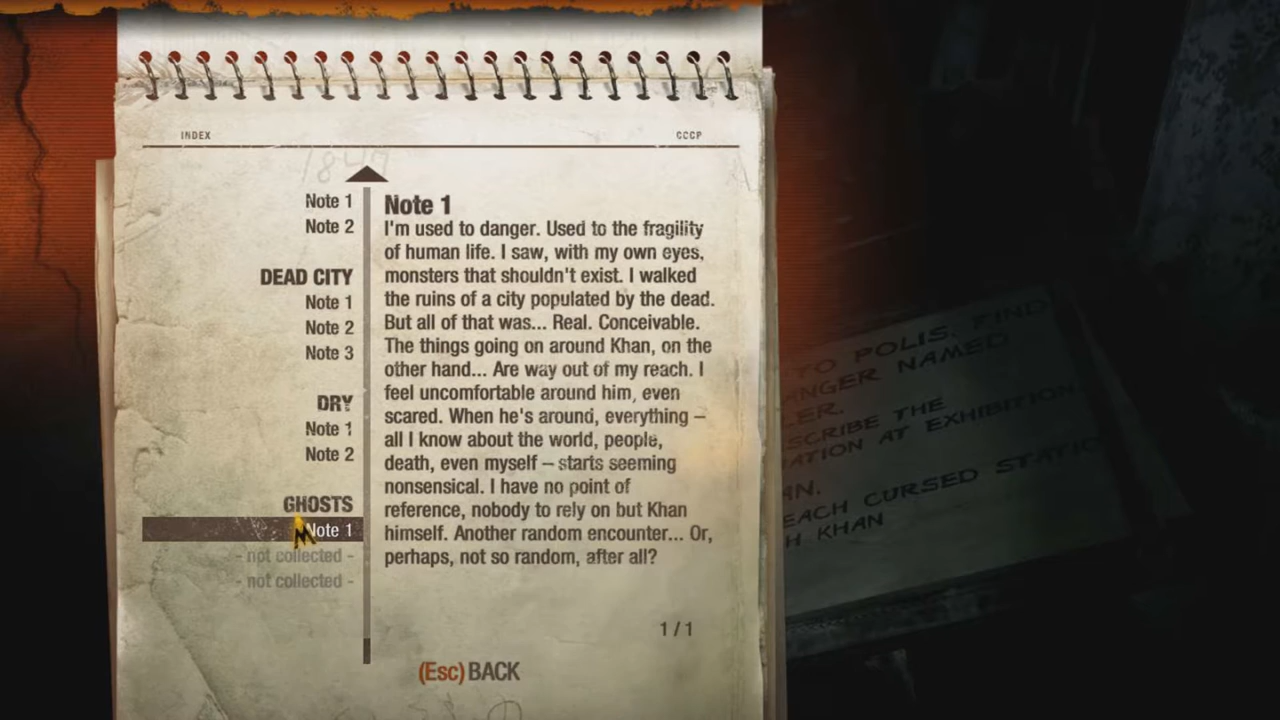 INDEX
CCCP
1849
Note 1
Note 2
DEAD CITY
Note 1
Note 2
Note 3
DRY
Note 1
Note 2
GHOSTS
Note 1
- not collected -
- not collected -
Note 1
I'm used to danger. Used to the fragility
of human life. I saw, with my own eyes,
monsters that shouldn't exist. I walked
the ruins of a city populated by the dead.
But all of that was... Real. Conceivable.
The things going on around Khan, on the
other hand... Are way out of my reach. I
feel uncomfortable around him, even
scared. When he's around, everything –
all I know about the world, people,
death, even myself – starts seeming
nonsensical. I have no point of
reference, nobody to rely on but Khan
himself. Another random encounter... Or,
perhaps, not so random, after all?
1 / 1
(Esc) BACK
TO POLIS. FIND
ANGER NAMED
LER.
SCRIBE THE
ATION AT EXHIBITION
AN.
EACH CURSED STATIO
H KHAN